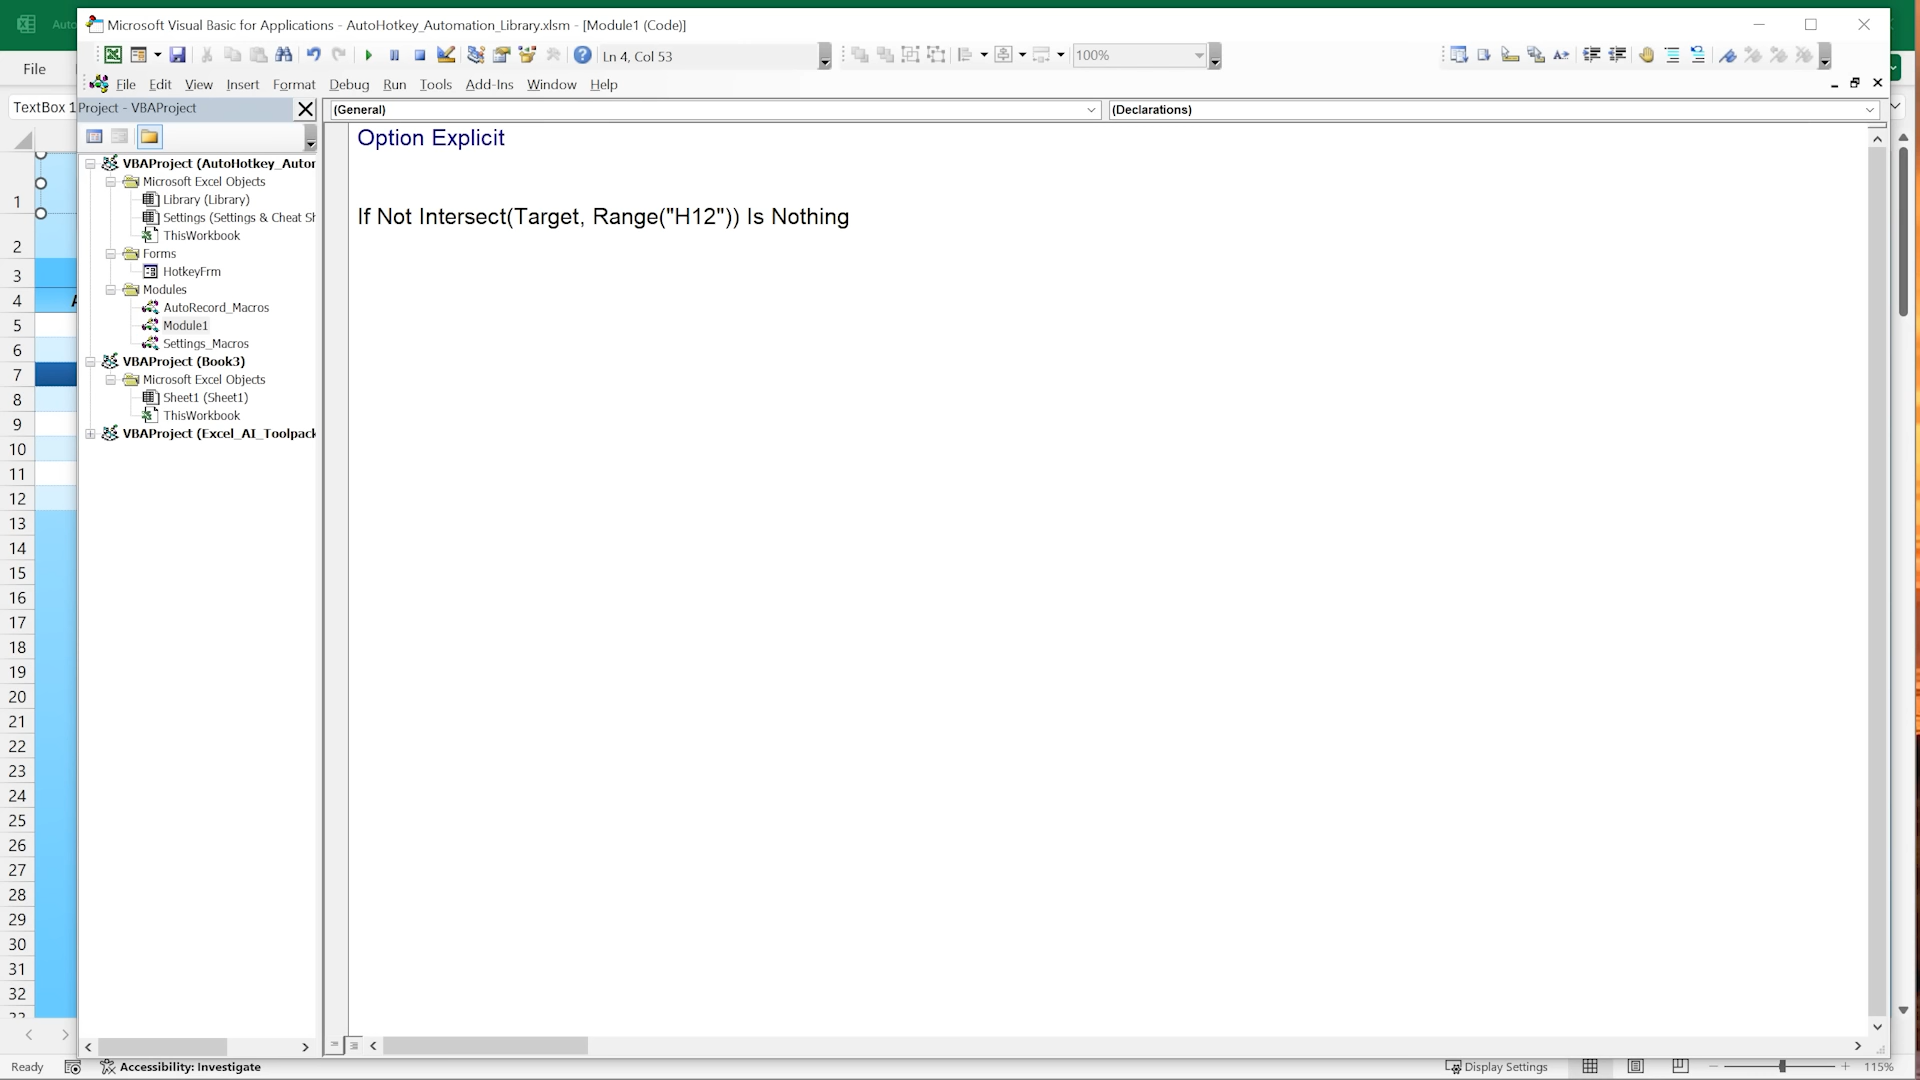 Auto
Microsoft Visual Basic for Applications - AutoHotkey_Automation_Library.xlsm - [Module1 (Code)]
Ln 4, Col 53
100%
File
File Edit View Insert Format Debug Run Tools Add-Ins Window Help
TextBox 1
Project - VBAProject
(General)
(Declarations)
Option Explicit
If Not Intersect(Target, Range("H12")) Is Nothing
VBAProject (AutoHotkey_Autor
Microsoft Excel Objects
Library (Library)
Settings (Settings & Cheat Sh
ThisWorkbook
Forms
HotkeyFrm
Modules
AutoRecord_Macros
Module1
Settings_Macros
VBAProject (Book3)
Microsoft Excel Objects
Sheet1 (Sheet1)
ThisWorkbook
VBAProject (Excel_AI_Toolpack
1
2
3
4
5
6
7
8
9
10
11
12
13
14
15
16
17
18
19
20
21
22
23
24
25
26
27
28
29
30
31
32
Ready
Accessibility: Investigate
Display Settings
115%